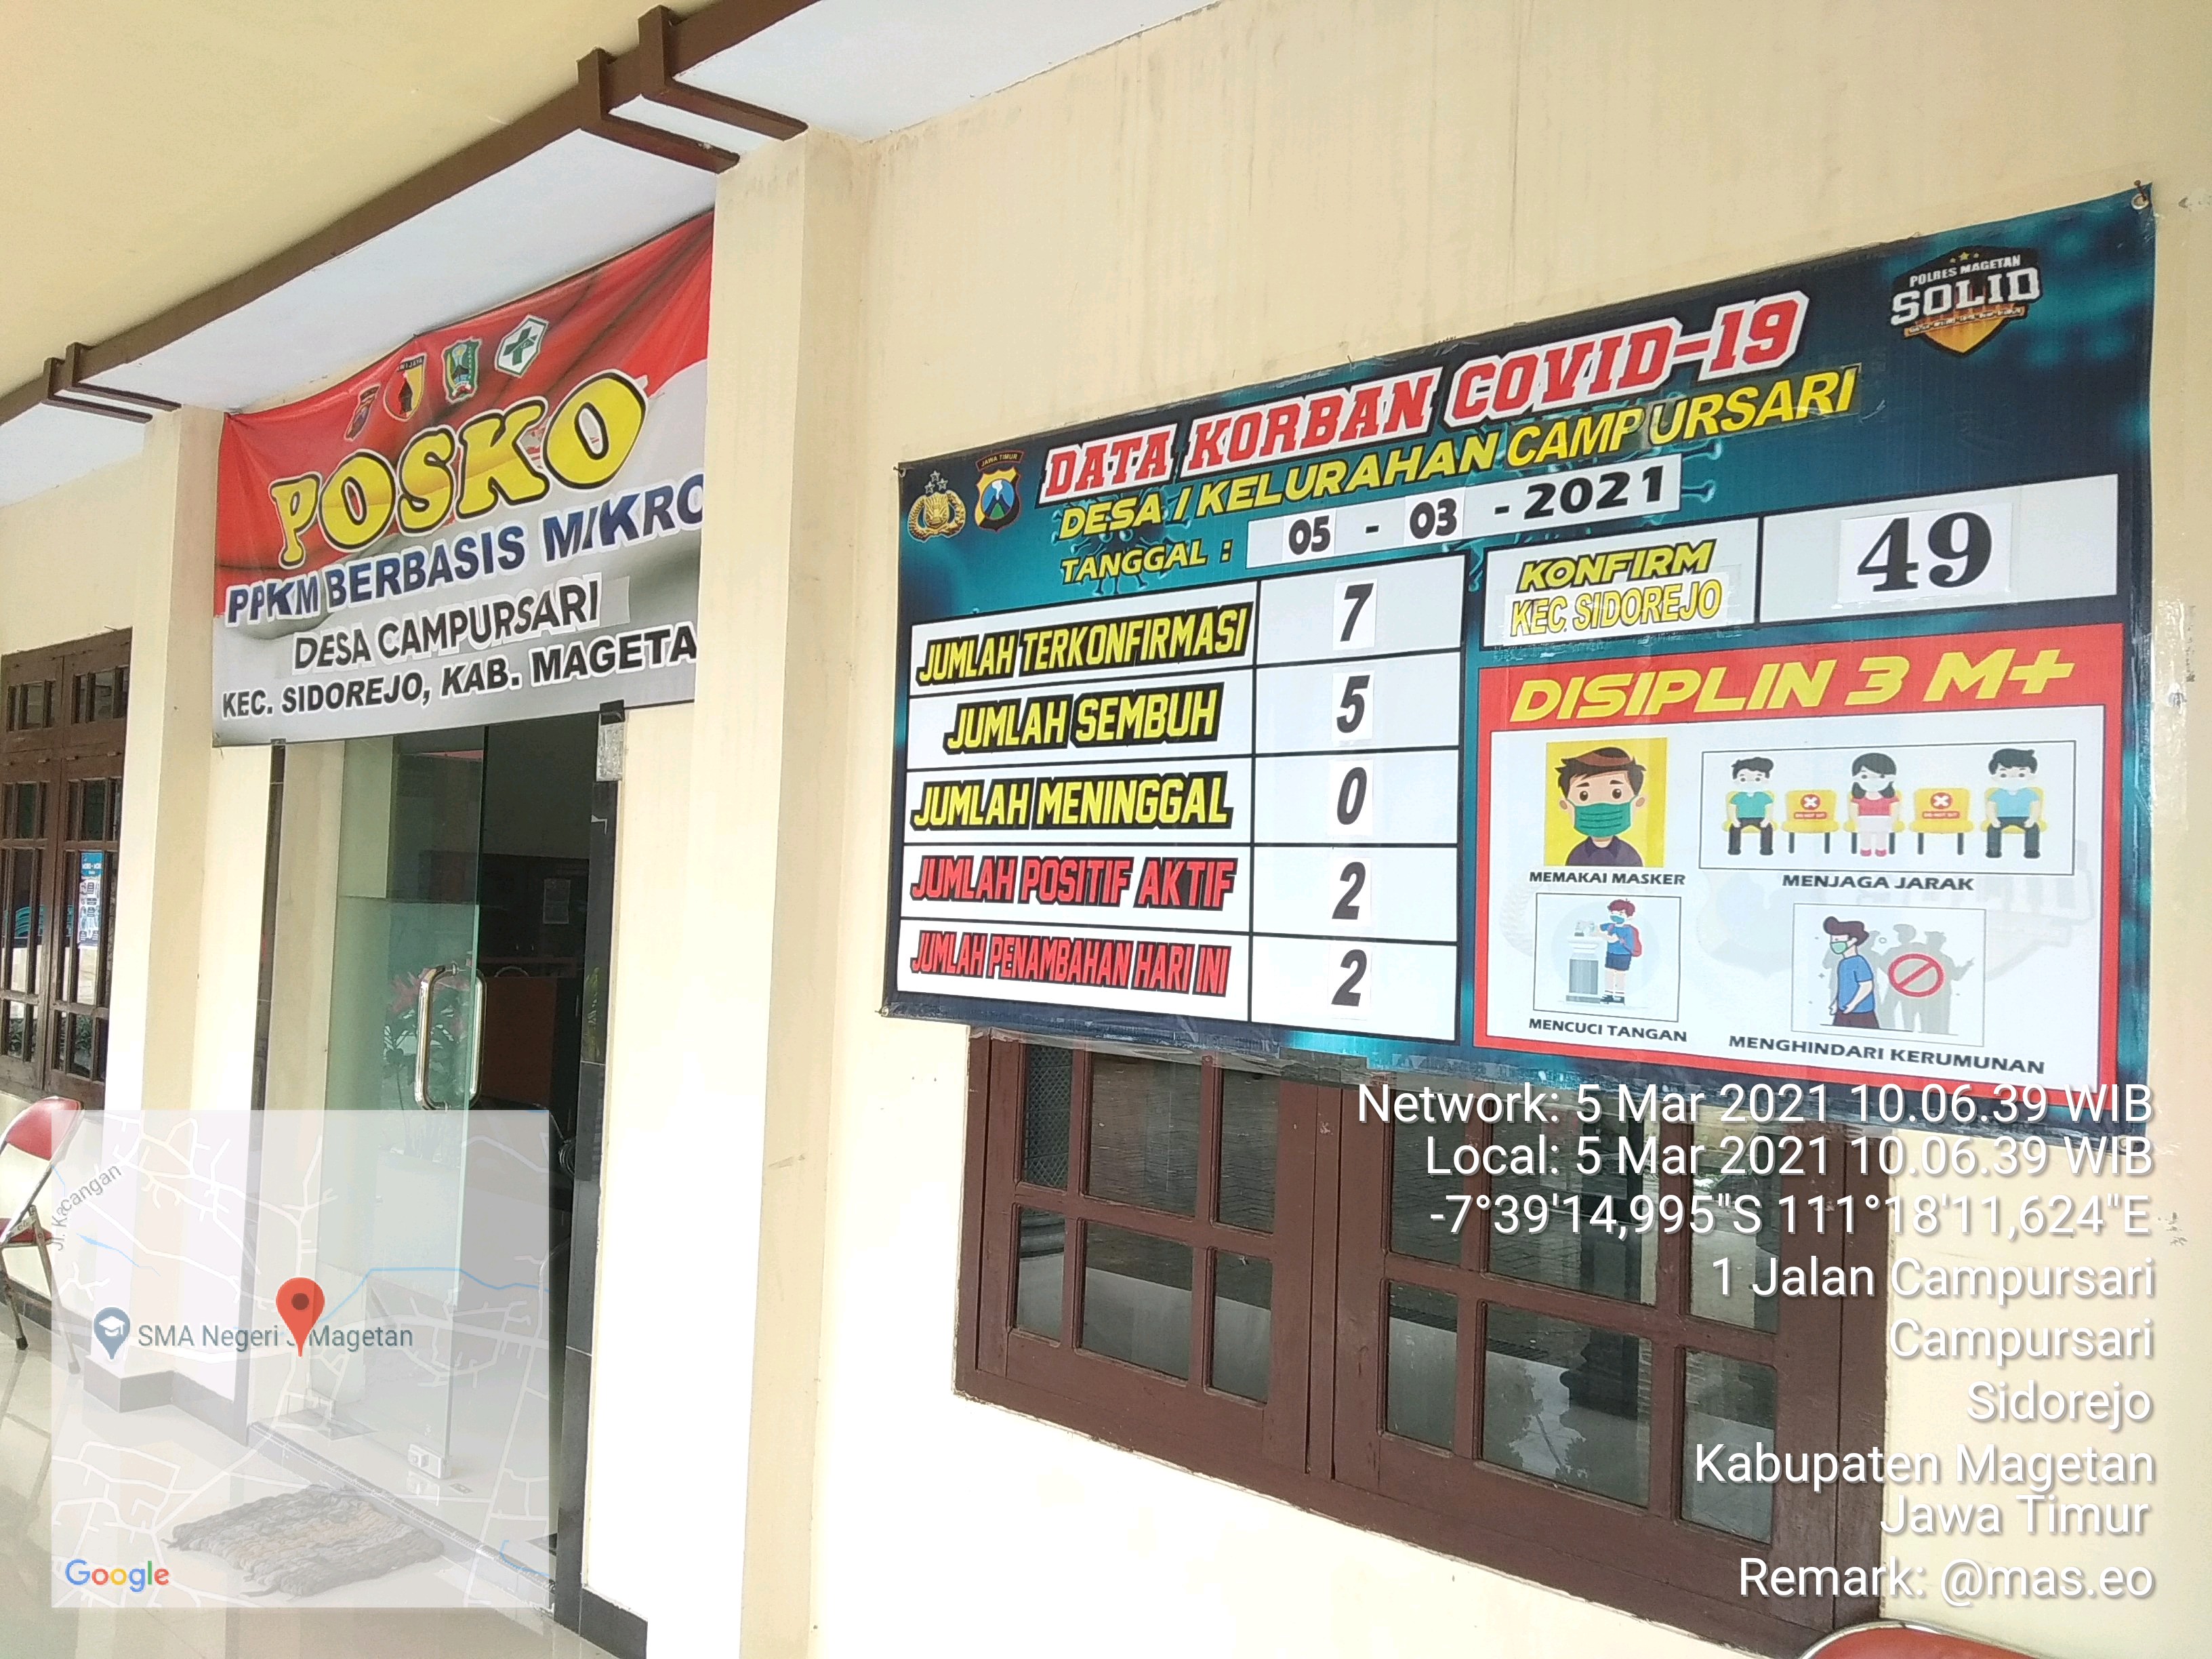 POSKO
PPKM BERBASIS MIKRO
DESA CAMPURSARI
KEC. SIDOREJO, KAB. MAGETA
JAWA TIMUR
DATA KORBAN COVID-19
DESA / KELURAHAN CAMPURSARI
TANGGAL : 05 - 03 - 2021
POLRES MAGETAN
SOLID
JUMLAH TERKONFIRMASI 7
JUMLAH SEMBUH 5
JUMLAH MENINGGAL 0
JUMLAH POSITIF AKTIF 2
JUMLAH PENAMBAHAN HARI INI 2
KONFIRM
KEC. SIDOREJO
49
DISIPLIN 3 M+
MEMAKAI MASKER
MENJAGA JARAK
MENCUCI TANGAN
MENGHINDARI KERUMUNAN
Network: 5 Mar 2021 10.06.39 WIB
Local: 5 Mar 2021 10.06.39 WIB
-7°39'14,995"S 111°18'11,624"E
1 Jalan Campursari
Campursari
Sidorejo
Kabupaten Magetan
Jawa Timur
Remark: @mas.eo
Jl. Kacangan
SMA Negeri 3 Magetan
Google